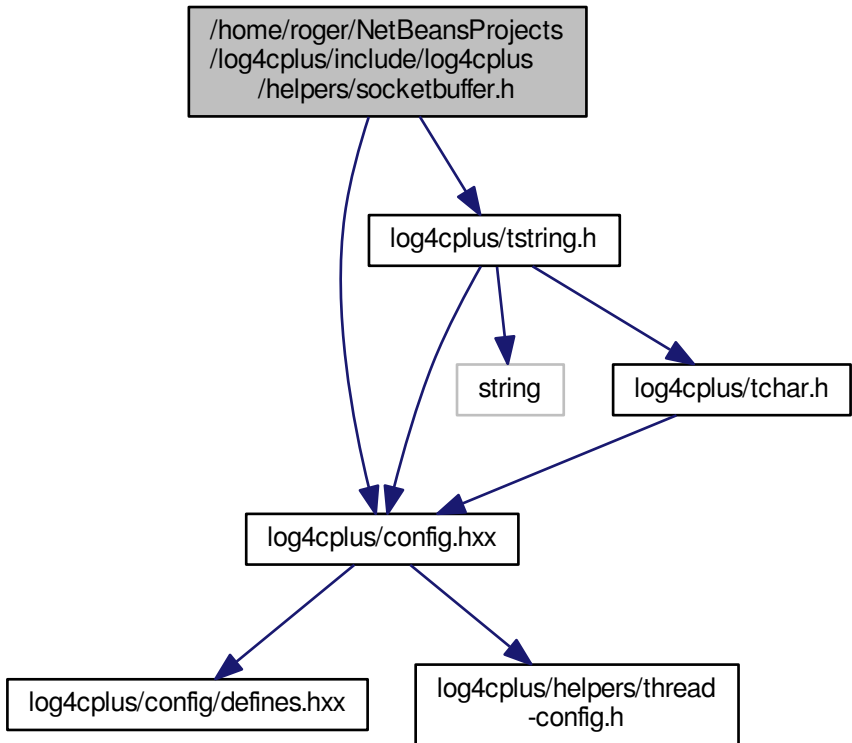 /home/roger/NetBeansProjects
/log4cplus/include/log4cplus
/helpers/socketbuffer.h
log4cplus/tstring.h
string
log4cplus/tchar.h
log4cplus/config.hxx
log4cplus/config/defines.hxx
log4cplus/helpers/thread
-config.h